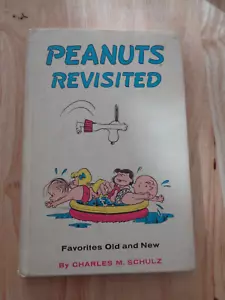 PEANUTS
REVISITED
Favorites Old and New
By CHARLES M. SCHULZ